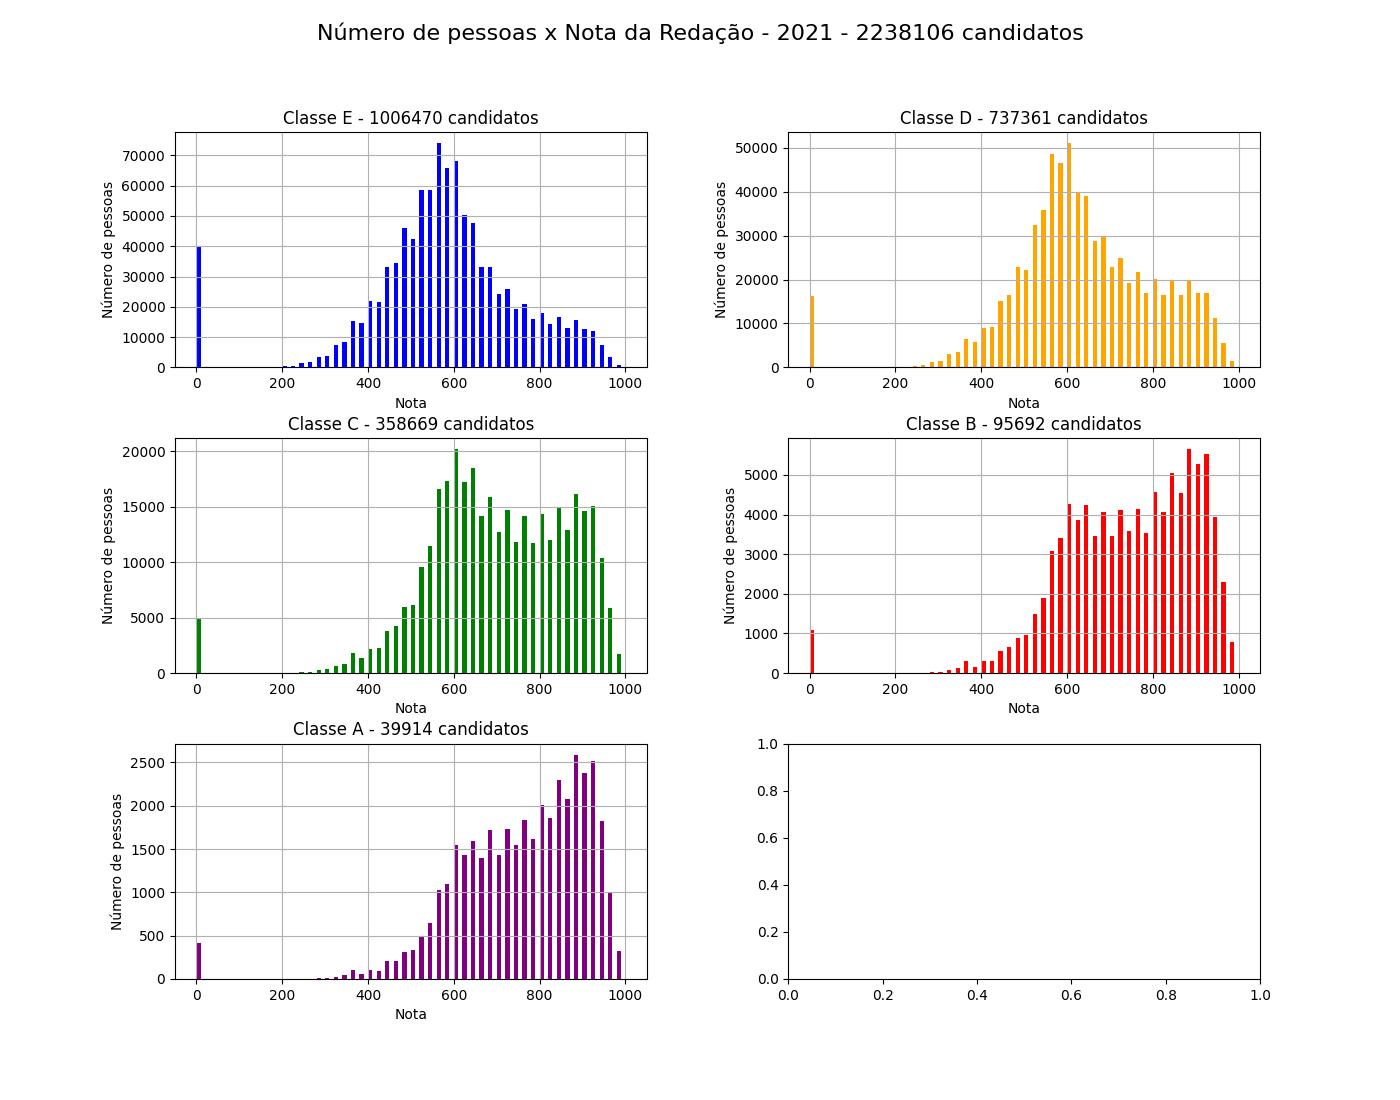 Número de pessoas x Nota da Redação - 2021 - 2238106 candidatos
Classe E - 1006470 candidatos
Número de pessoas
70000
60000
50000
40000
30000
20000
10000
0
0 200 400 600 800 1000
Nota
Classe D - 737361 candidatos
Número de pessoas
50000
40000
30000
20000
10000
0
0 200 400 600 800 1000
Nota
Classe C - 358669 candidatos
Número de pessoas
20000
15000
10000
5000
0
0 200 400 600 800 1000
Nota
Classe B - 95692 candidatos
Número de pessoas
5000
4000
3000
2000
1000
0
0 200 400 600 800 1000
Nota
Classe A - 39914 candidatos
Número de pessoas
2500
2000
1500
1000
500
0
0 200 400 600 800 1000
Nota
1.0
0.8
0.6
0.4
0.2
0.0
0.0 0.2 0.4 0.6 0.8 1.0